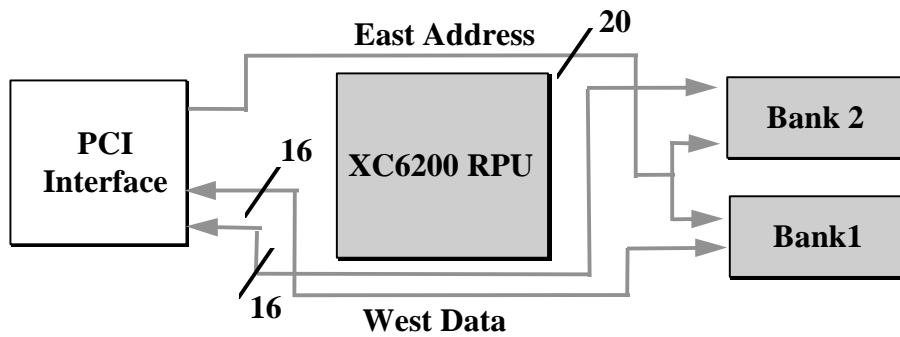 East Address
20
PCI
Interface
16
XC6200 RPU
Bank 2
Bank1
16
West Data